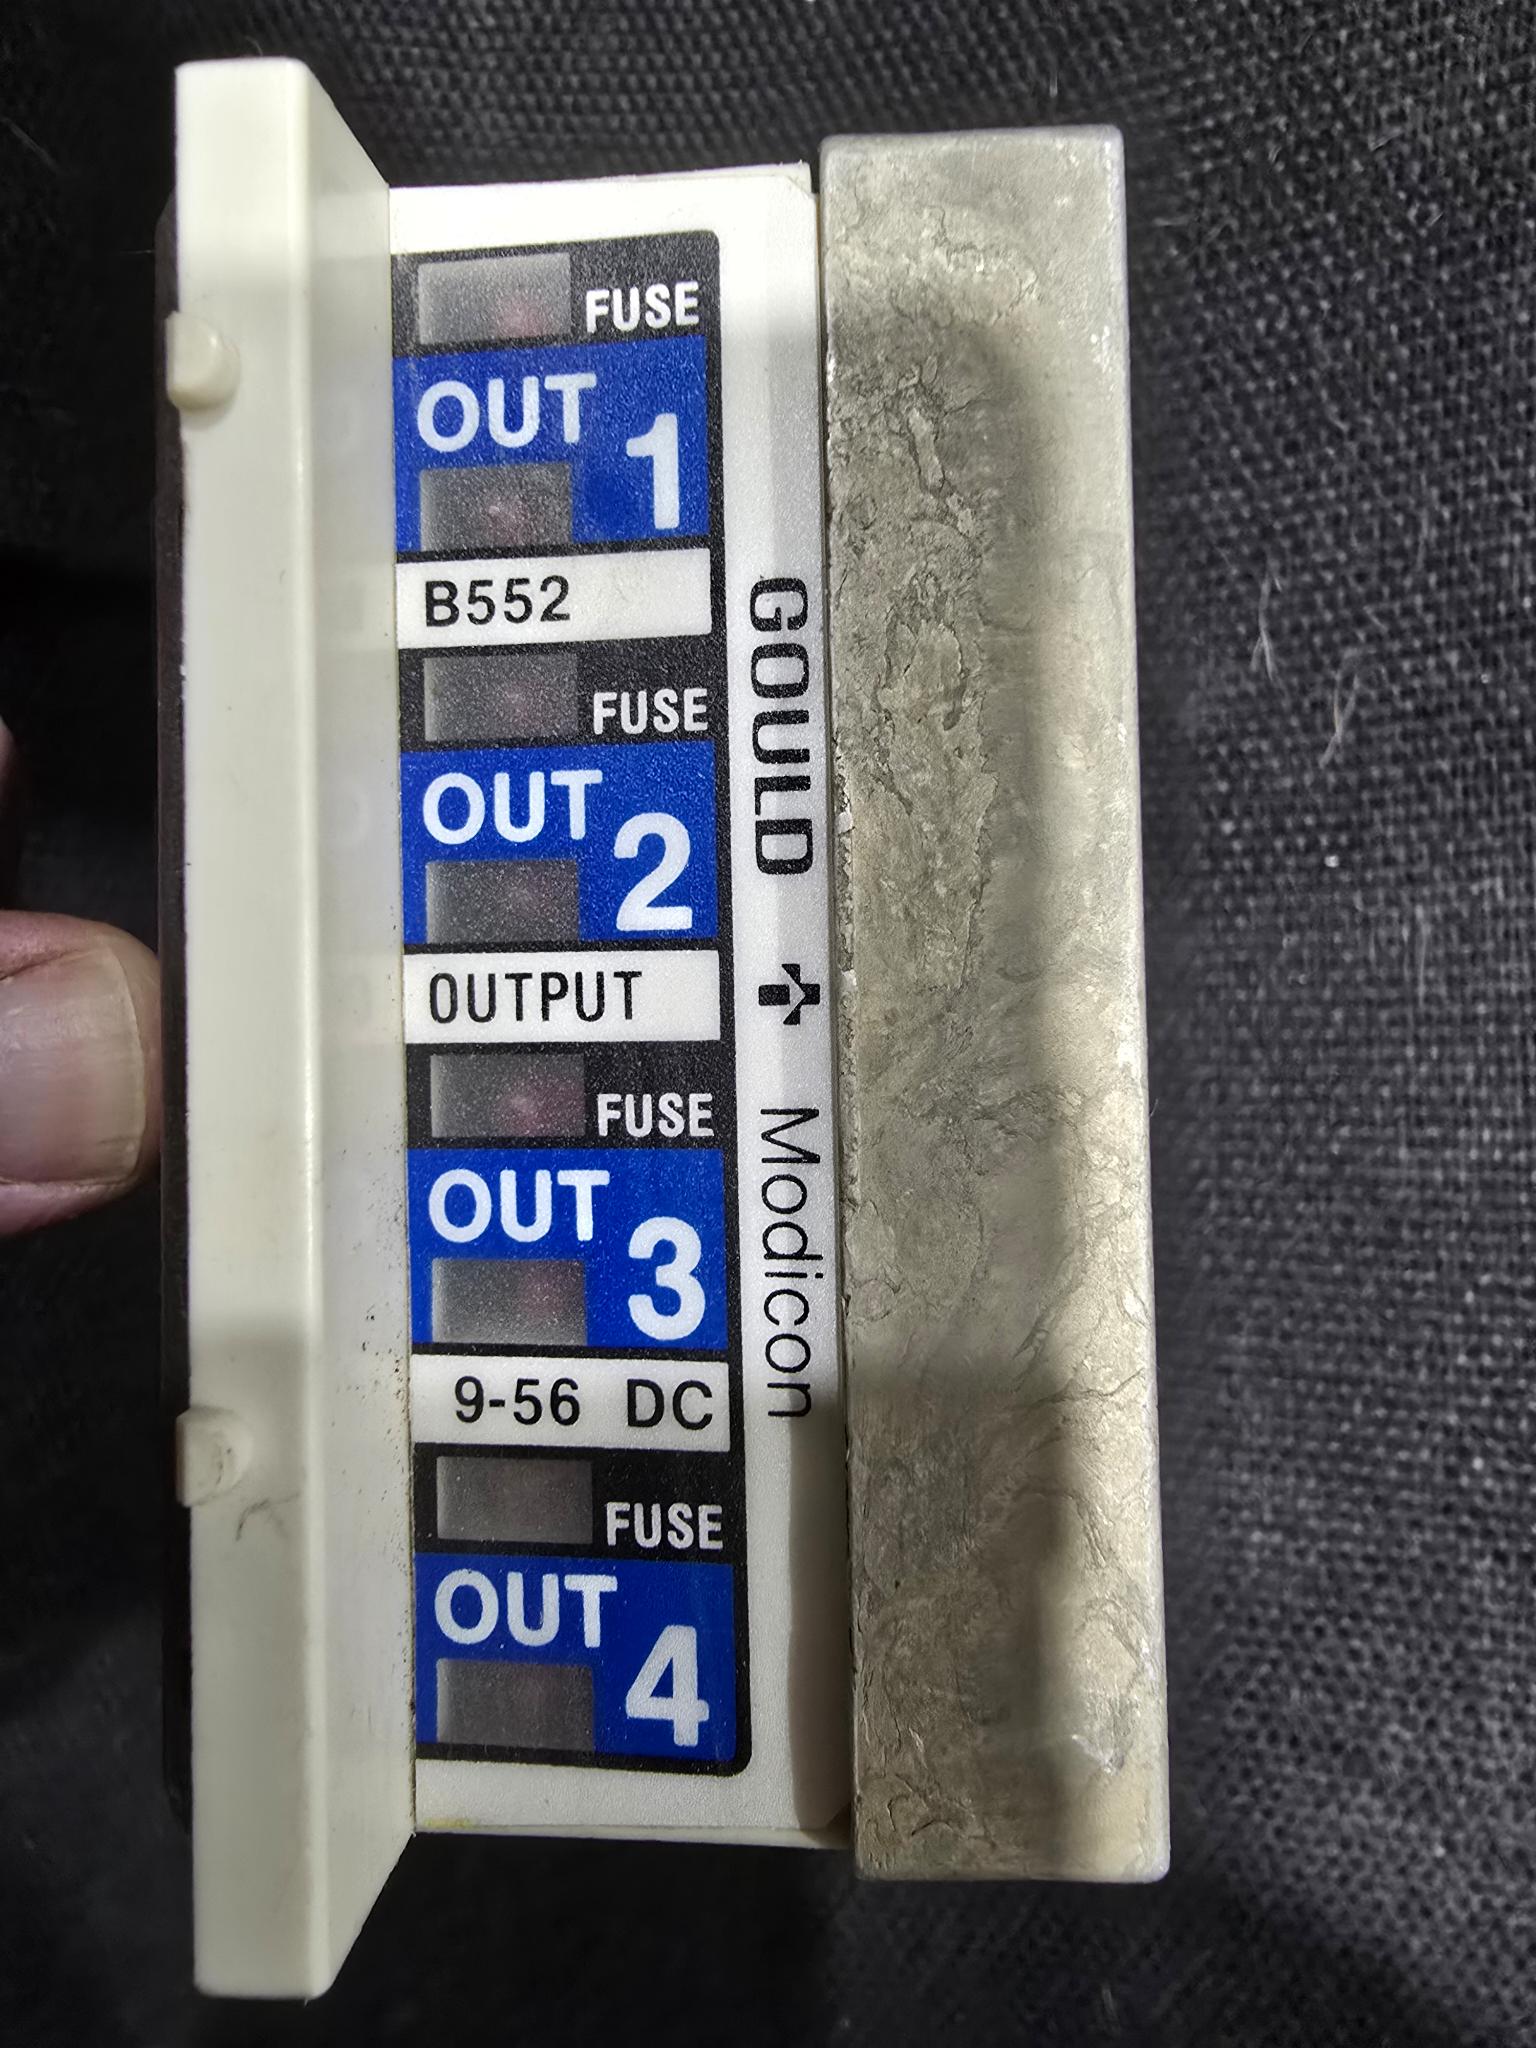 FUSE
OUT 1
B552
FUSE
OUT 2
OUTPUT
FUSE
OUT 3
9-56 DC
FUSE
OUT 4
GOULD Modicon